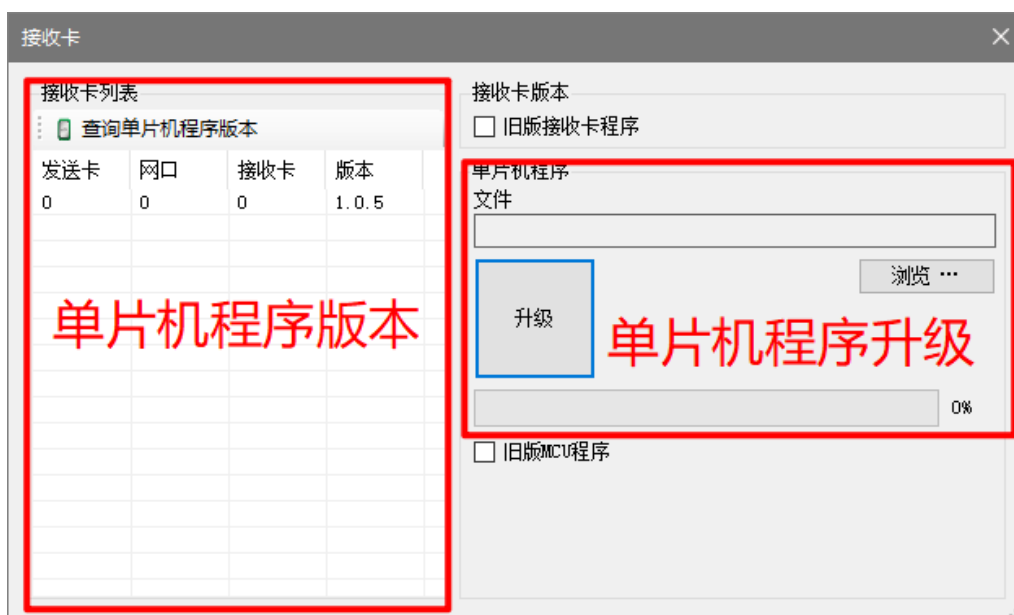 接收卡
接收卡列表
查询单片机程序版本
发送卡 网口 接收卡 版本
0 0 0 1.0.5
单片机程序版本
接收卡版本
旧版接收卡程序
单片机程序
文件
浏览 …
升级
单片机程序升级
0%
旧版MCU程序